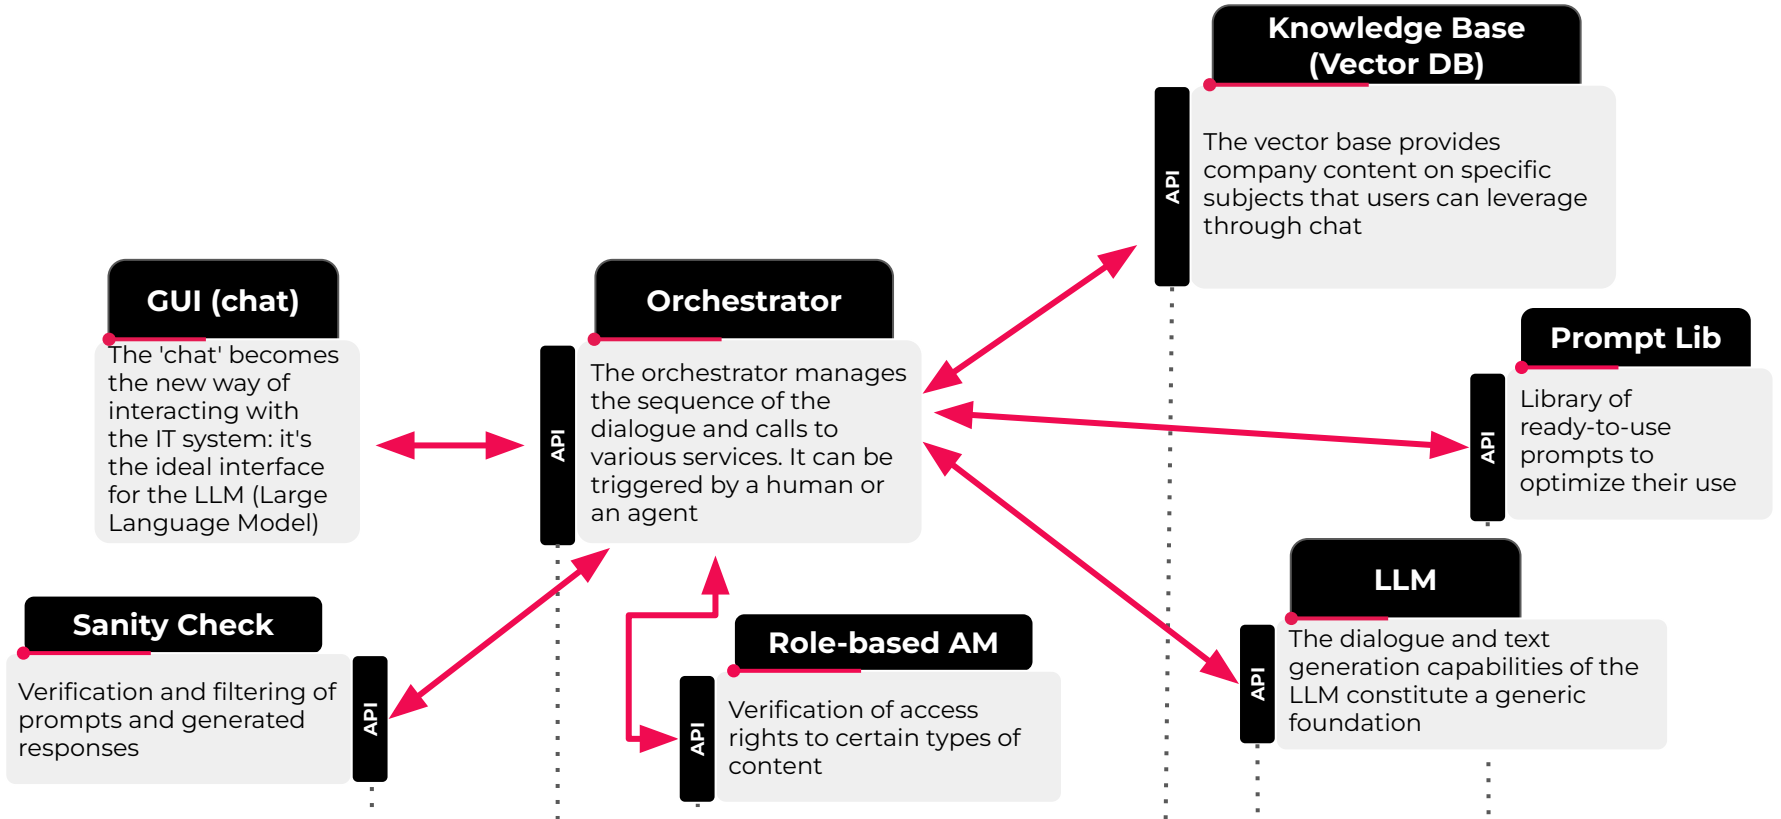 Knowledge Base
(Vector DB)
API
The vector base provides
company content on specific
subjects that users can leverage
through chat
GUI (chat)
The 'chat' becomes
the new way of
interacting with
the IT system: it's
the ideal interface
for the LLM (Large
Language Model)
Orchestrator
API
The orchestrator manages
the sequence of the
dialogue and calls to
various services. It can be
triggered by a human or
an agent
Prompt Lib
API
Library of
ready-to-use
prompts to
optimize their use
Sanity Check
Verification and filtering of
prompts and generated
responses
API
Role-based AM
API
Verification of access
rights to certain types of
content
LLM
API
The dialogue and text
generation capabilities of the
LLM constitute a generic
foundation